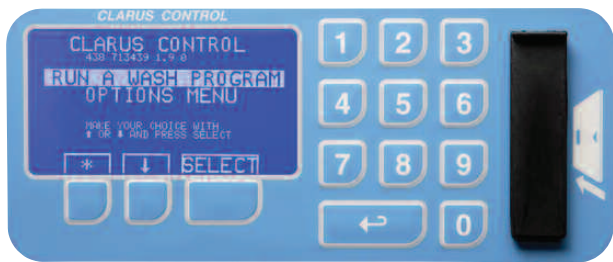 CLARUS CONTROL
CLARUS CONTROL
438 713439 1.9 0
RUN A WASH PROGRAM
OPTIONS MENU
MAKE YOUR CHOICE WITH
⬆ OR ⬇ AND PRESS SELECT
* ↓ SELECT
1 2 3
4 5 6
7 8 9
0